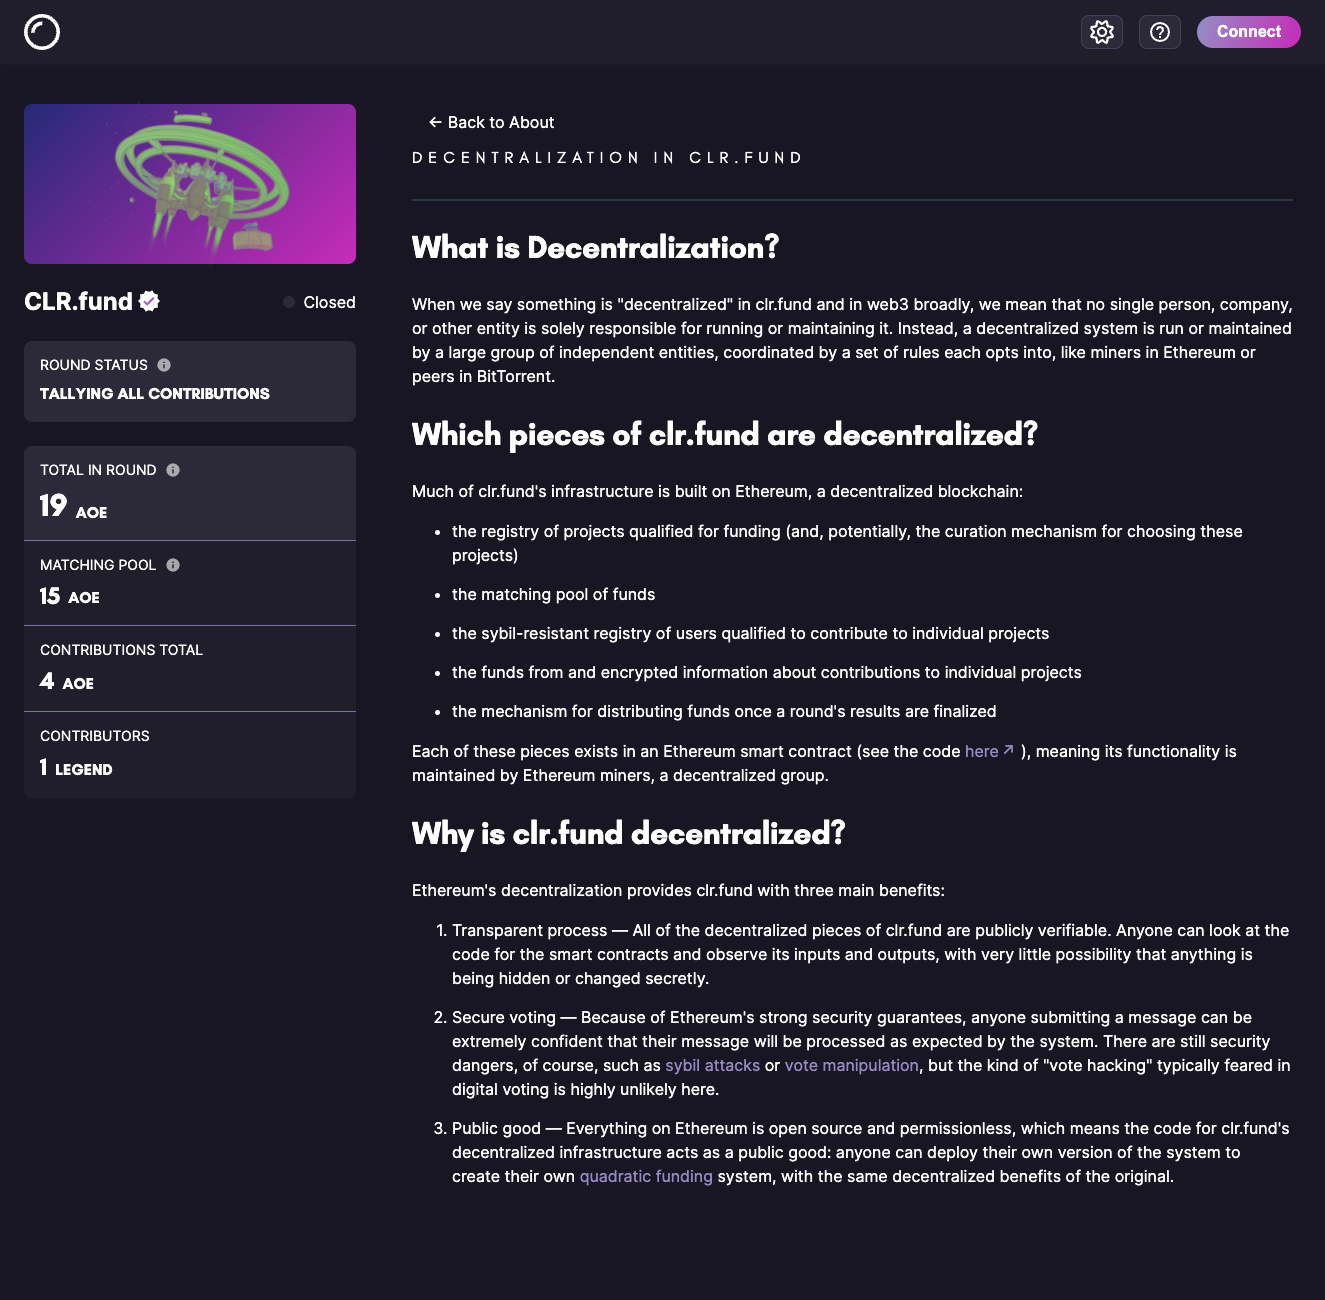 Connect
CLR.fund
Closed
ROUND STATUS
TALLYING ALL CONTRIBUTIONS
TOTAL IN ROUND
19 AOE
MATCHING POOL
15 AOE
CONTRIBUTIONS TOTAL
4 AOE
CONTRIBUTORS
1 LEGEND
← Back to About
DECENTRALIZATION IN CLR.FUND
What is Decentralization?
When we say something is "decentralized" in clr.fund and in web3 broadly, we mean that no single person, company,
or other entity is solely responsible for running or maintaining it. Instead, a decentralized system is run or maintained
by a large group of independent entities, coordinated by a set of rules each opts into, like miners in Ethereum or
peers in BitTorrent.
Which pieces of clr.fund are decentralized?
Much of clr.fund's infrastructure is built on Ethereum, a decentralized blockchain:
• the registry of projects qualified for funding (and, potentially, the curation mechanism for choosing these
projects)
• the matching pool of funds
• the sybil-resistant registry of users qualified to contribute to individual projects
• the funds from and encrypted information about contributions to individual projects
• the mechanism for distributing funds once a round's results are finalized
Each of these pieces exists in an Ethereum smart contract (see the code here ↗ ), meaning its functionality is
maintained by Ethereum miners, a decentralized group.
Why is clr.fund decentralized?
Ethereum's decentralization provides clr.fund with three main benefits:
1. Transparent process — All of the decentralized pieces of clr.fund are publicly verifiable. Anyone can look at the
code for the smart contracts and observe its inputs and outputs, with very little possibility that anything is
being hidden or changed secretly.
2. Secure voting — Because of Ethereum's strong security guarantees, anyone submitting a message can be
extremely confident that their message will be processed as expected by the system. There are still security
dangers, of course, such as sybil attacks or vote manipulation, but the kind of "vote hacking" typically feared in
digital voting is highly unlikely here.
3. Public good — Everything on Ethereum is open source and permissionless, which means the code for clr.fund's
decentralized infrastructure acts as a public good: anyone can deploy their own version of the system to
create their own quadratic funding system, with the same decentralized benefits of the original.